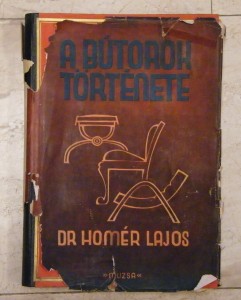 A BÚTOROK
TÖRTÉNETE
DR HOMÉR LAJOS
MUZSA